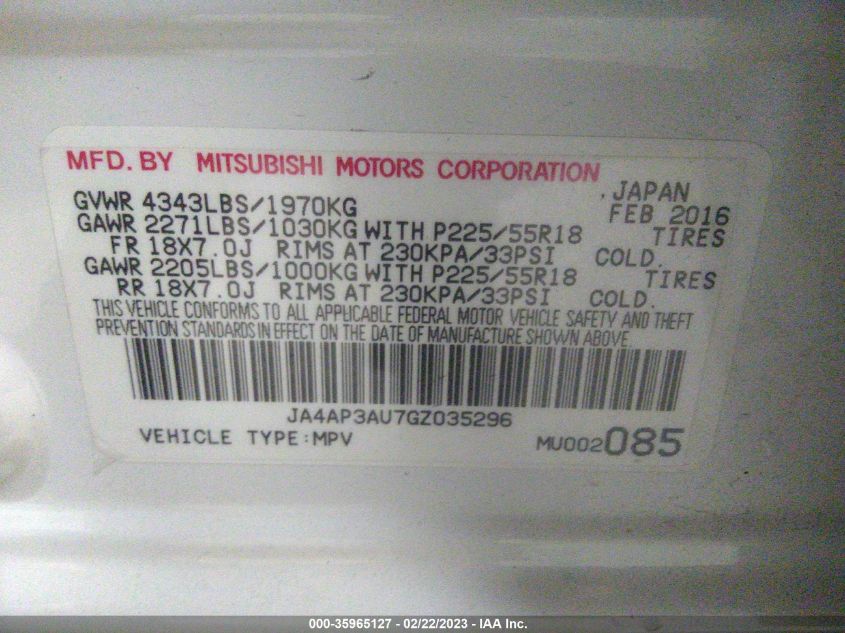 MFD. BY MITSUBISHI MOTORS CORPORATION
GVWR 4343LBS/1970KG , JAPAN FEB 2016
GAWR 2271LBS/1030KG WITH P225/55R18 TIRES
FR 18X7.0J RIMS AT 230KPA/33PSI COLD.
GAWR 2205LBS/1000KG WITH P225/55R18 TIRES
RR 18X7.0J RIMS AT 230KPA/33PSI COLD.
THIS VEHICLE CONFORMS TO ALL APPLICABLE FEDERAL MOTOR VEHICLE SAFETY AND THEFT
PREVENTION STANDARDS IN EFFECT ON THE DATE OF MANUFACTURE SHOWN ABOVE.
JA4AP3AU7GZ035296
VEHICLE TYPE:MPV MU002085
000-35965127 - 02/22/2023 - IAA Inc.